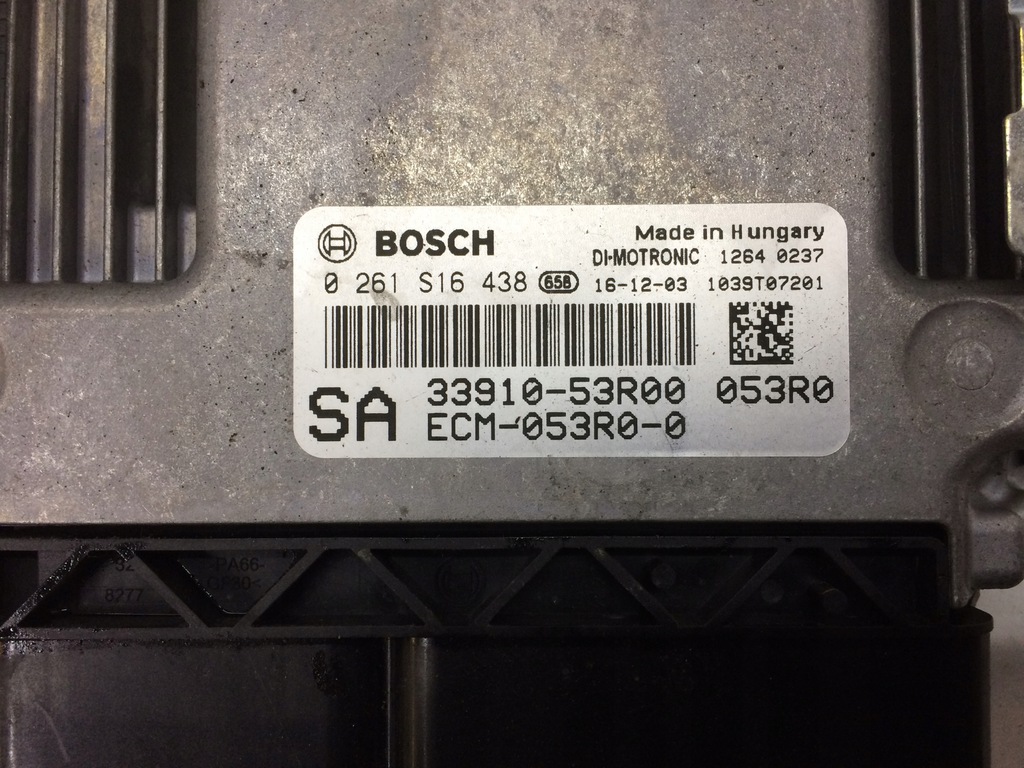 BOSCH
Made in Hungary
DI-MOTRONIC 1264 0237
0 261 S16 438 658 16-12-03 1039T07201
SA
33910-53R00 053R0
ECM-053R0-0
8277